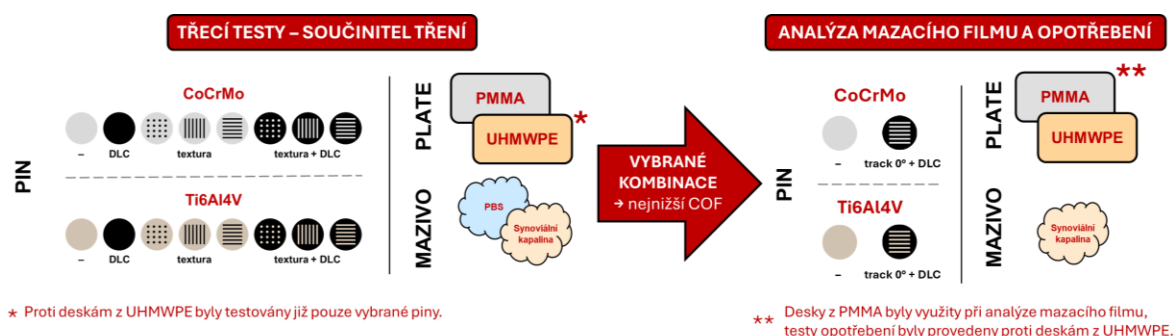 TŘECÍ TESTY – SOUČINITEL TŘENÍ
PIN
CoCrMo
– DLC textura textura + DLC
Ti6Al4V
– DLC textura textura + DLC
PLATE
PMMA
UHMWPE *
MAZIVO
PBS
Synoviální
kapalina
* Proti deskám z UHMWPE byly testovány již pouze vybrané piny.
VYBRANÉ
KOMBINACE
→ nejnižší COF
ANALÝZA MAZACÍHO FILMU A OPOTŘEBENÍ
PIN
CoCrMo
– track 0° + DLC
Ti6Al4V
– track 0° + DLC
PLATE
PMMA **
UHMWPE
MAZIVO
Synoviální
kapalina
** Desky z PMMA byly využity při analýze mazacího filmu,
testy opotřebení byly provedeny proti deskám z UHMWPE.